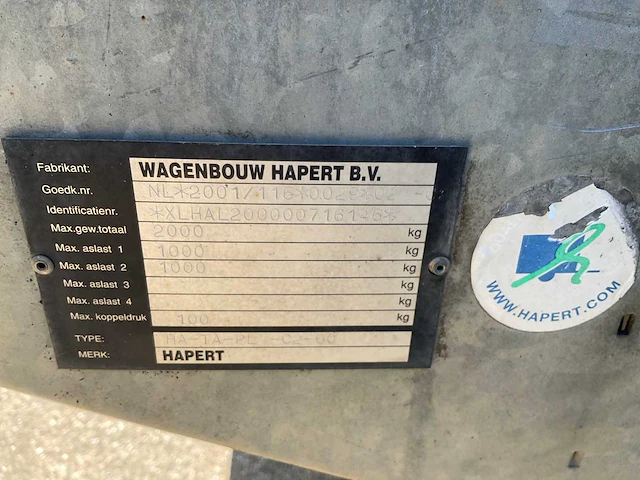 Fabrikant: WAGENBOUW HAPERT B.V.
Goedk.nr.
Identificatienr.
Max.gew.totaal 2000 kg
Max. aslast 1 1000 kg
Max. aslast 2 1000 kg
Max. aslast 3 kg
Max. aslast 4 kg
Max. koppeldruk 100 kg
TYPE:
MERK: HAPERT
WWW.HAPERT.COM